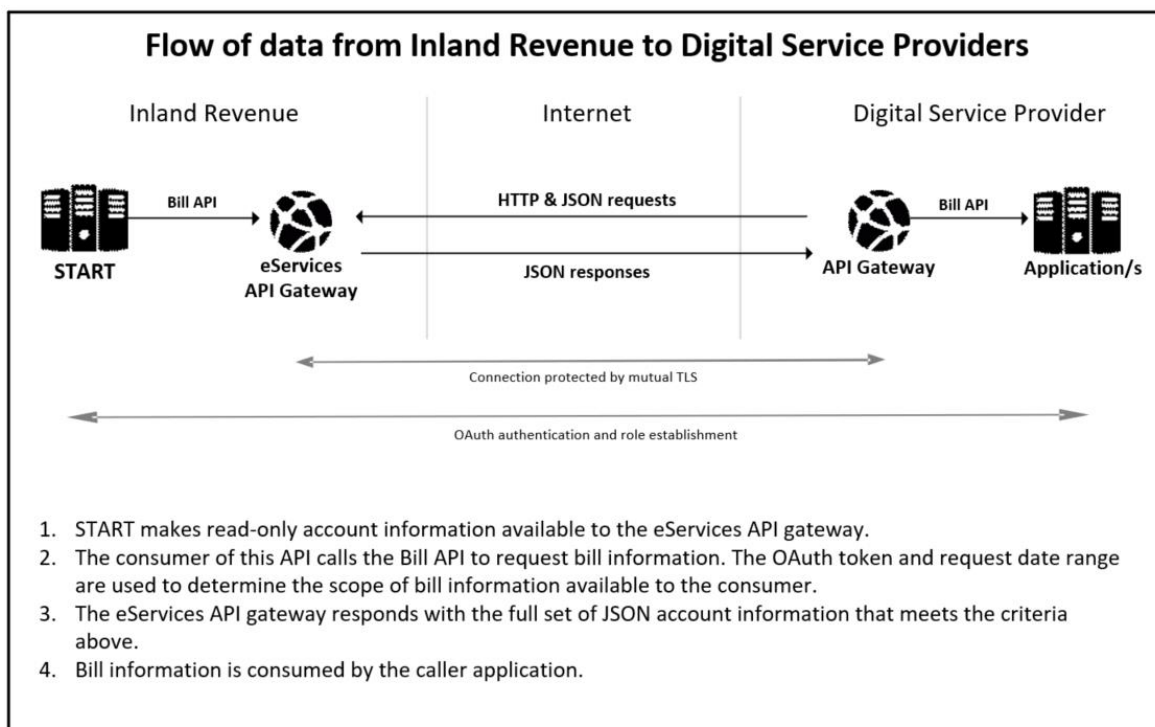 Flow of data from Inland Revenue to Digital Service Providers
Inland Revenue
Internet
Digital Service Provider
Bill API
HTTP & JSON requests
Bill API
START
eServices
API Gateway
JSON responses
API Gateway
Application/s
Connection protected by mutual TLS
OAuth authentication and role establishment
1. START makes read-only account information available to the eServices API gateway.
2. The consumer of this API calls the Bill API to request bill information. The OAuth token and request date range
are used to determine the scope of bill information available to the consumer.
3. The eServices API gateway responds with the full set of JSON account information that meets the criteria
above.
4. Bill information is consumed by the caller application.